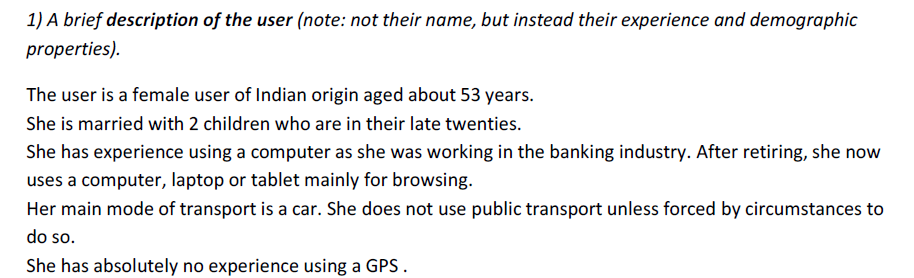 1) A brief description of the user (note: not their name, but instead their experience and demographic
properties).
The user is a female user of Indian origin aged about 53 years.
She is married with 2 children who are in their late twenties.
She has experience using a computer as she was working in the banking industry. After retiring, she now
uses a computer, laptop or tablet mainly for browsing.
Her main mode of transport is a car. She does not use public transport unless forced by circumstances to
do so.
She has absolutely no experience using a GPS .